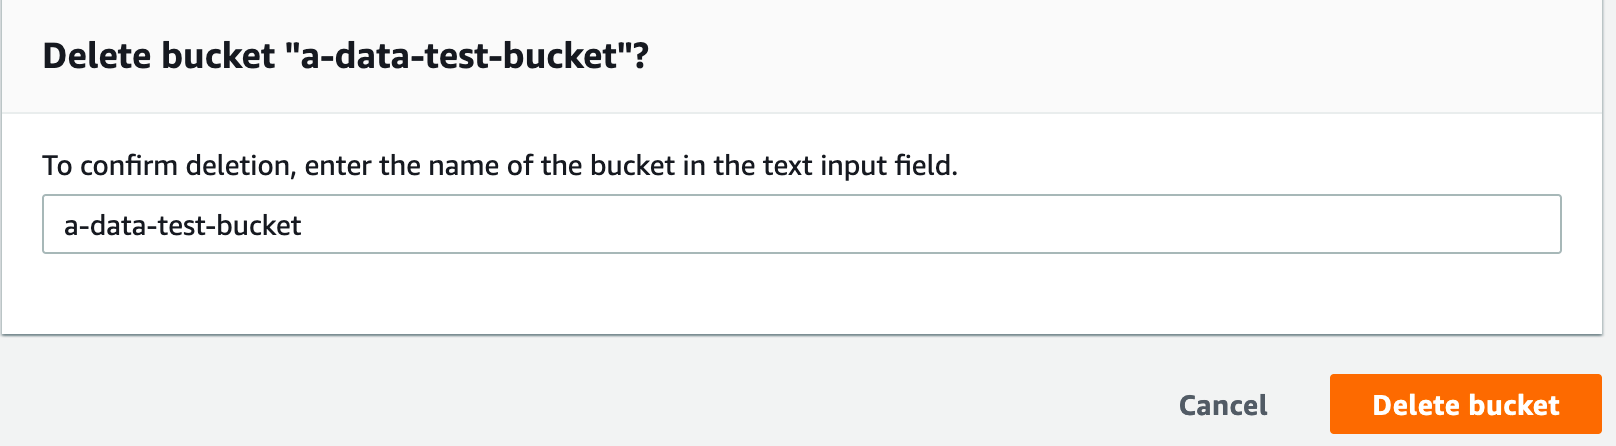 Delete bucket "a-data-test-bucket"?
To confirm deletion, enter the name of the bucket in the text input field.
a-data-test-bucket
Cancel
Delete bucket